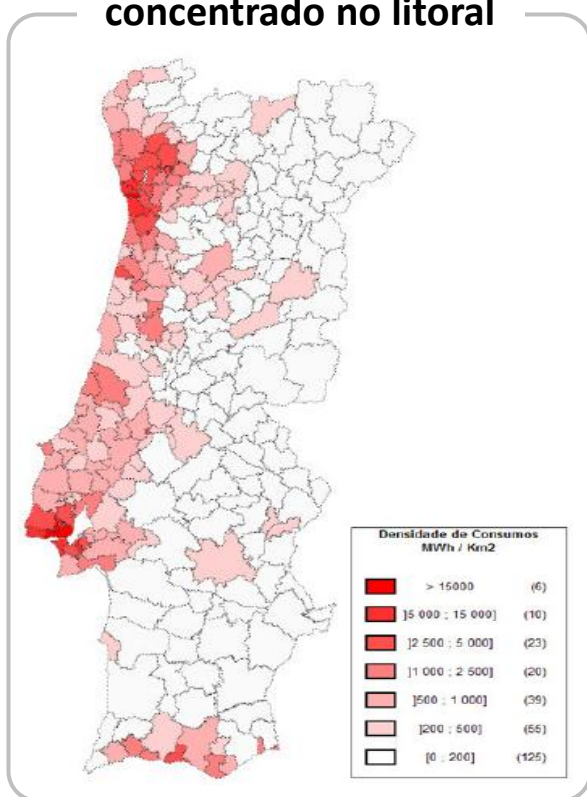 concentrado no litoral
Densidade de Consumos
MWh / Km2
> 15000 (6)
]5 000 ; 15 000] (10)
]2 500 ; 5 000] (23)
]1 000 ; 2 500] (20)
]500 ; 1 000] (39)
]200 ; 500] (55)
[0 ; 200] (125)